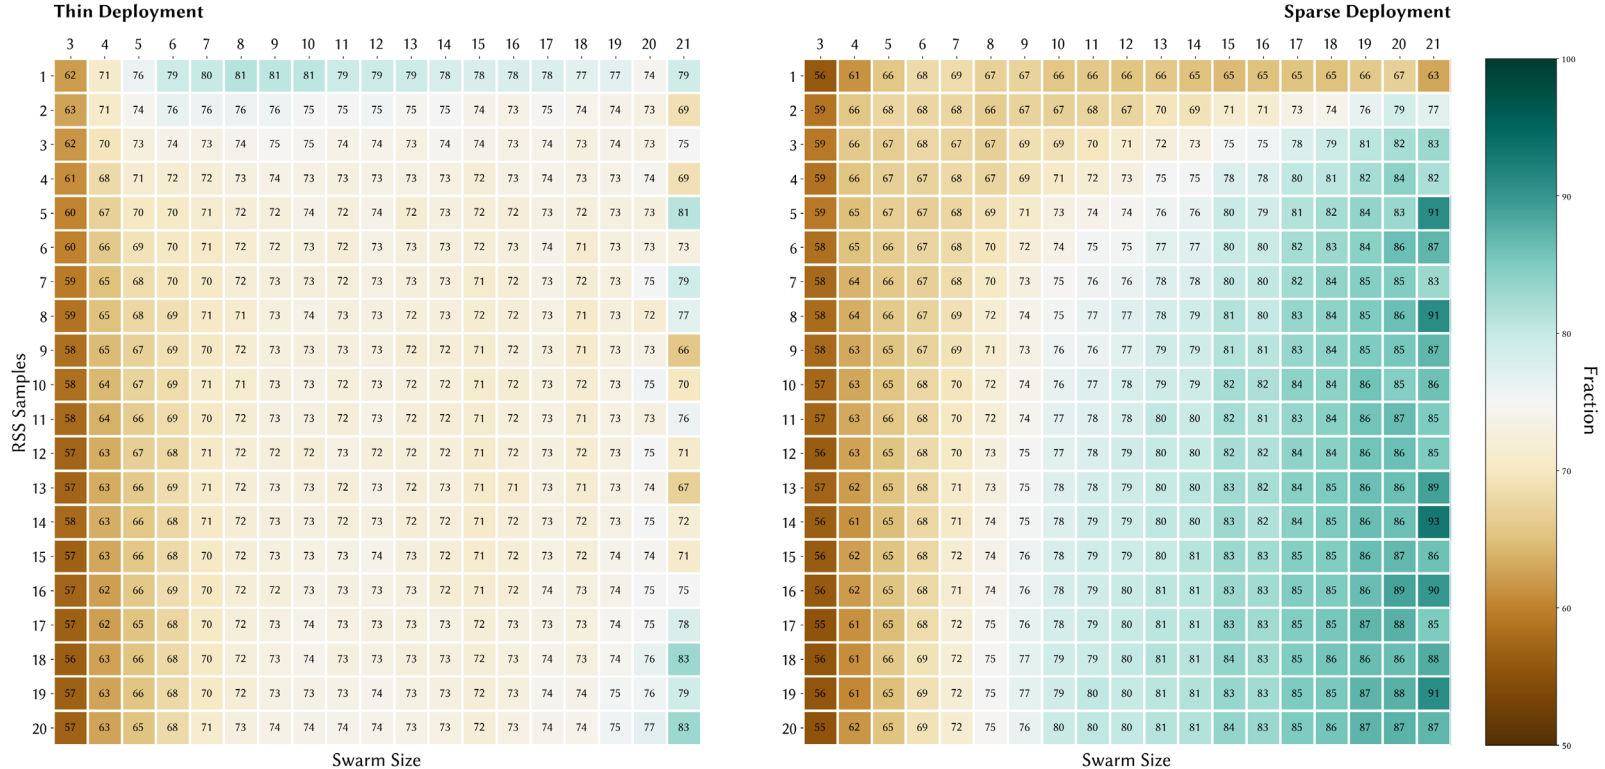 Thin Deployment
3 4 5 6 7 8 9 10 11 12 13 14 15 16 17 18 19 20 21
1 62 71 76 79 80 81 81 81 79 79 79 78 78 78 78 77 77 74 79
2 63 71 74 76 76 76 76 75 75 75 75 75 74 73 75 74 74 73 69
3 62 70 73 74 73 74 75 75 74 74 73 74 74 73 74 73 74 73 75
4 61 68 71 72 72 73 74 73 73 73 73 73 72 73 74 73 73 74 69
5 60 67 70 70 71 72 72 74 72 74 72 73 72 72 73 72 73 73 81
6 60 66 69 70 71 72 72 73 72 73 73 73 72 73 74 71 73 73 73
7 59 65 68 70 70 72 73 73 72 73 73 73 71 72 73 72 73 75 79
8 59 65 68 69 71 71 73 74 73 73 72 73 72 72 73 71 73 72 77
9 58 65 67 69 70 72 73 73 73 73 72 72 71 72 73 71 73 73 66
10 58 64 67 69 71 71 73 73 72 73 72 72 71 72 73 72 73 75 70
11 58 64 66 69 70 72 73 73 72 73 72 72 71 72 73 71 73 73 76
12 57 63 67 68 71 72 72 72 73 72 72 72 71 72 73 72 73 75 71
13 57 63 66 69 71 72 73 73 72 73 72 73 71 71 73 71 73 74 67
14 58 63 66 68 71 72 73 73 72 73 72 72 71 72 73 72 73 75 72
15 57 63 66 68 70 72 73 73 73 74 73 72 71 72 73 72 74 74 71
16 57 62 66 69 70 72 72 73 73 73 73 72 71 72 74 73 74 75 75
17 57 62 65 68 70 72 73 74 73 73 73 73 72 73 73 73 74 75 78
18 56 63 66 68 70 72 73 74 73 73 73 73 72 73 74 73 74 76 83
19 57 63 66 68 70 72 73 73 73 74 73 73 72 73 74 74 75 76 79
20 57 63 65 68 71 73 74 74 74 74 73 73 72 73 74 74 75 77 83
RSS Samples
Swarm Size
Sparse Deployment
3 4 5 6 7 8 9 10 11 12 13 14 15 16 17 18 19 20 21
1 56 61 66 68 69 67 67 66 66 66 66 65 65 65 65 65 66 67 63
2 59 66 68 68 68 66 67 67 68 67 70 69 71 71 73 74 76 79 77
3 59 66 67 68 67 67 69 69 70 71 72 73 75 75 78 79 81 82 83
4 59 66 67 67 68 67 69 71 72 73 75 75 78 78 80 81 82 84 82
5 59 65 67 67 68 69 71 73 74 74 76 76 80 79 81 82 84 83 91
6 58 65 66 67 68 70 72 74 75 75 77 77 80 80 82 83 84 86 87
7 58 64 66 67 68 70 73 75 76 76 78 78 80 80 82 84 85 85 83
8 58 64 66 67 69 72 74 75 77 77 78 79 81 80 83 84 85 86 91
9 58 63 65 67 69 71 73 76 76 77 79 79 81 81 83 84 85 85 87
10 57 63 65 68 70 72 74 76 77 78 79 79 82 82 84 84 86 85 86
11 57 63 66 68 70 72 74 77 78 78 80 80 82 81 83 84 86 87 85
12 56 63 65 68 70 73 75 77 78 79 80 80 82 82 84 84 86 86 85
13 57 62 65 68 71 73 75 78 78 79 80 80 83 82 84 85 86 86 89
14 56 61 65 68 71 74 75 78 79 79 80 80 83 82 84 85 86 86 93
15 56 62 65 68 72 74 76 78 79 79 80 81 83 83 85 85 86 87 86
16 56 62 65 68 71 74 76 78 79 80 81 81 83 83 85 85 86 89 90
17 55 61 65 68 72 75 76 78 79 80 81 81 83 83 85 85 87 88 85
18 56 61 66 69 72 75 77 79 79 80 81 81 84 83 85 86 86 86 88
19 56 61 65 69 72 75 77 79 80 80 81 81 83 83 85 85 87 88 91
20 55 62 65 69 72 75 76 80 80 80 81 81 84 83 85 86 87 87 87
Swarm Size
100
90
80
70
60
50
Fraction